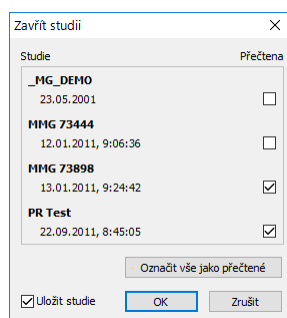 Zavřít studii
Studie Přečtena
_MG_DEMO
23.05.2001
MMG 73444
12.01.2011, 9:06:36
MMG 73898
13.01.2011, 9:24:42
PR Test
22.09.2011, 8:45:05
Označit vše jako přečtené
Uložit studie OK Zrušit